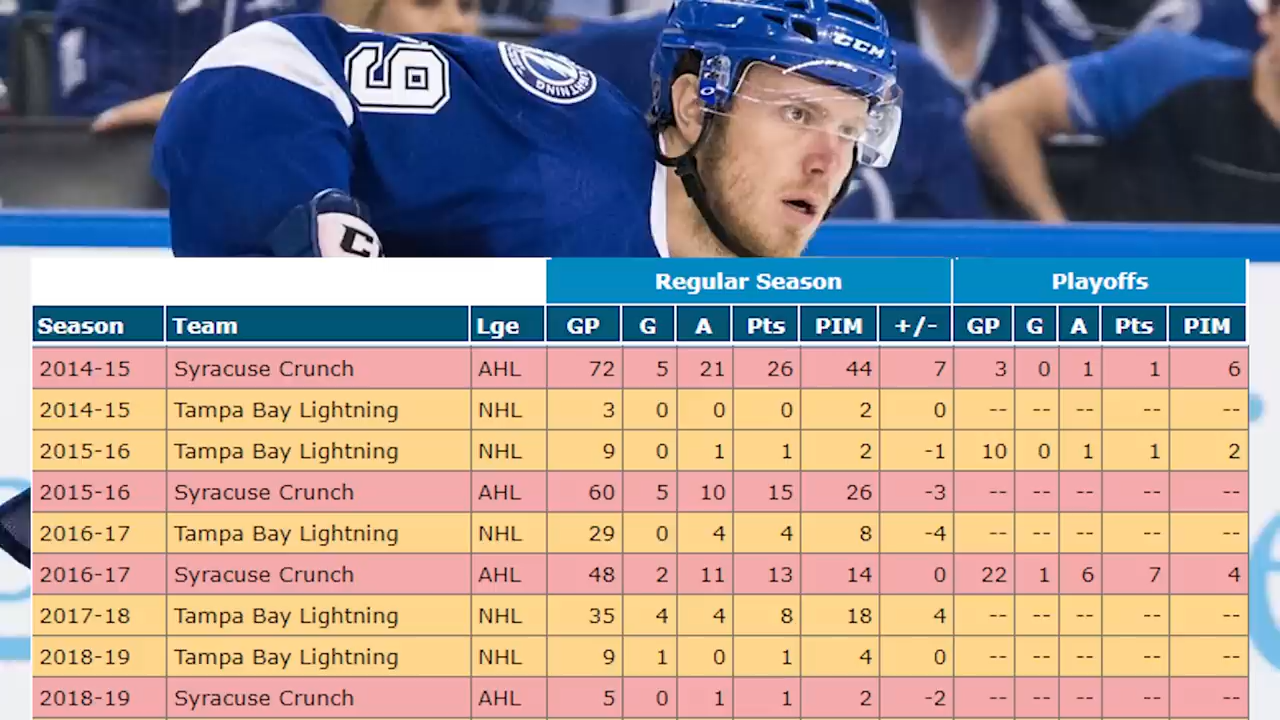 9
LIGHTNING
CCM
C
Regular Season Playoffs
Season Team Lge GP G A Pts PIM +/- GP G A Pts PIM
2014-15 Syracuse Crunch AHL 72 5 21 26 44 7 3 0 1 1 6
2014-15 Tampa Bay Lightning NHL 3 0 0 0 2 0 -- -- -- -- --
2015-16 Tampa Bay Lightning NHL 9 0 1 1 2 -1 10 0 1 1 2
2015-16 Syracuse Crunch AHL 60 5 10 15 26 -3 -- -- -- -- --
2016-17 Tampa Bay Lightning NHL 29 0 4 4 8 -4 -- -- -- -- --
2016-17 Syracuse Crunch AHL 48 2 11 13 14 0 22 1 6 7 4
2017-18 Tampa Bay Lightning NHL 35 4 4 8 18 4 -- -- -- -- --
2018-19 Tampa Bay Lightning NHL 9 1 0 1 4 0 -- -- -- -- --
2018-19 Syracuse Crunch AHL 5 0 1 1 2 -2 -- -- -- -- --